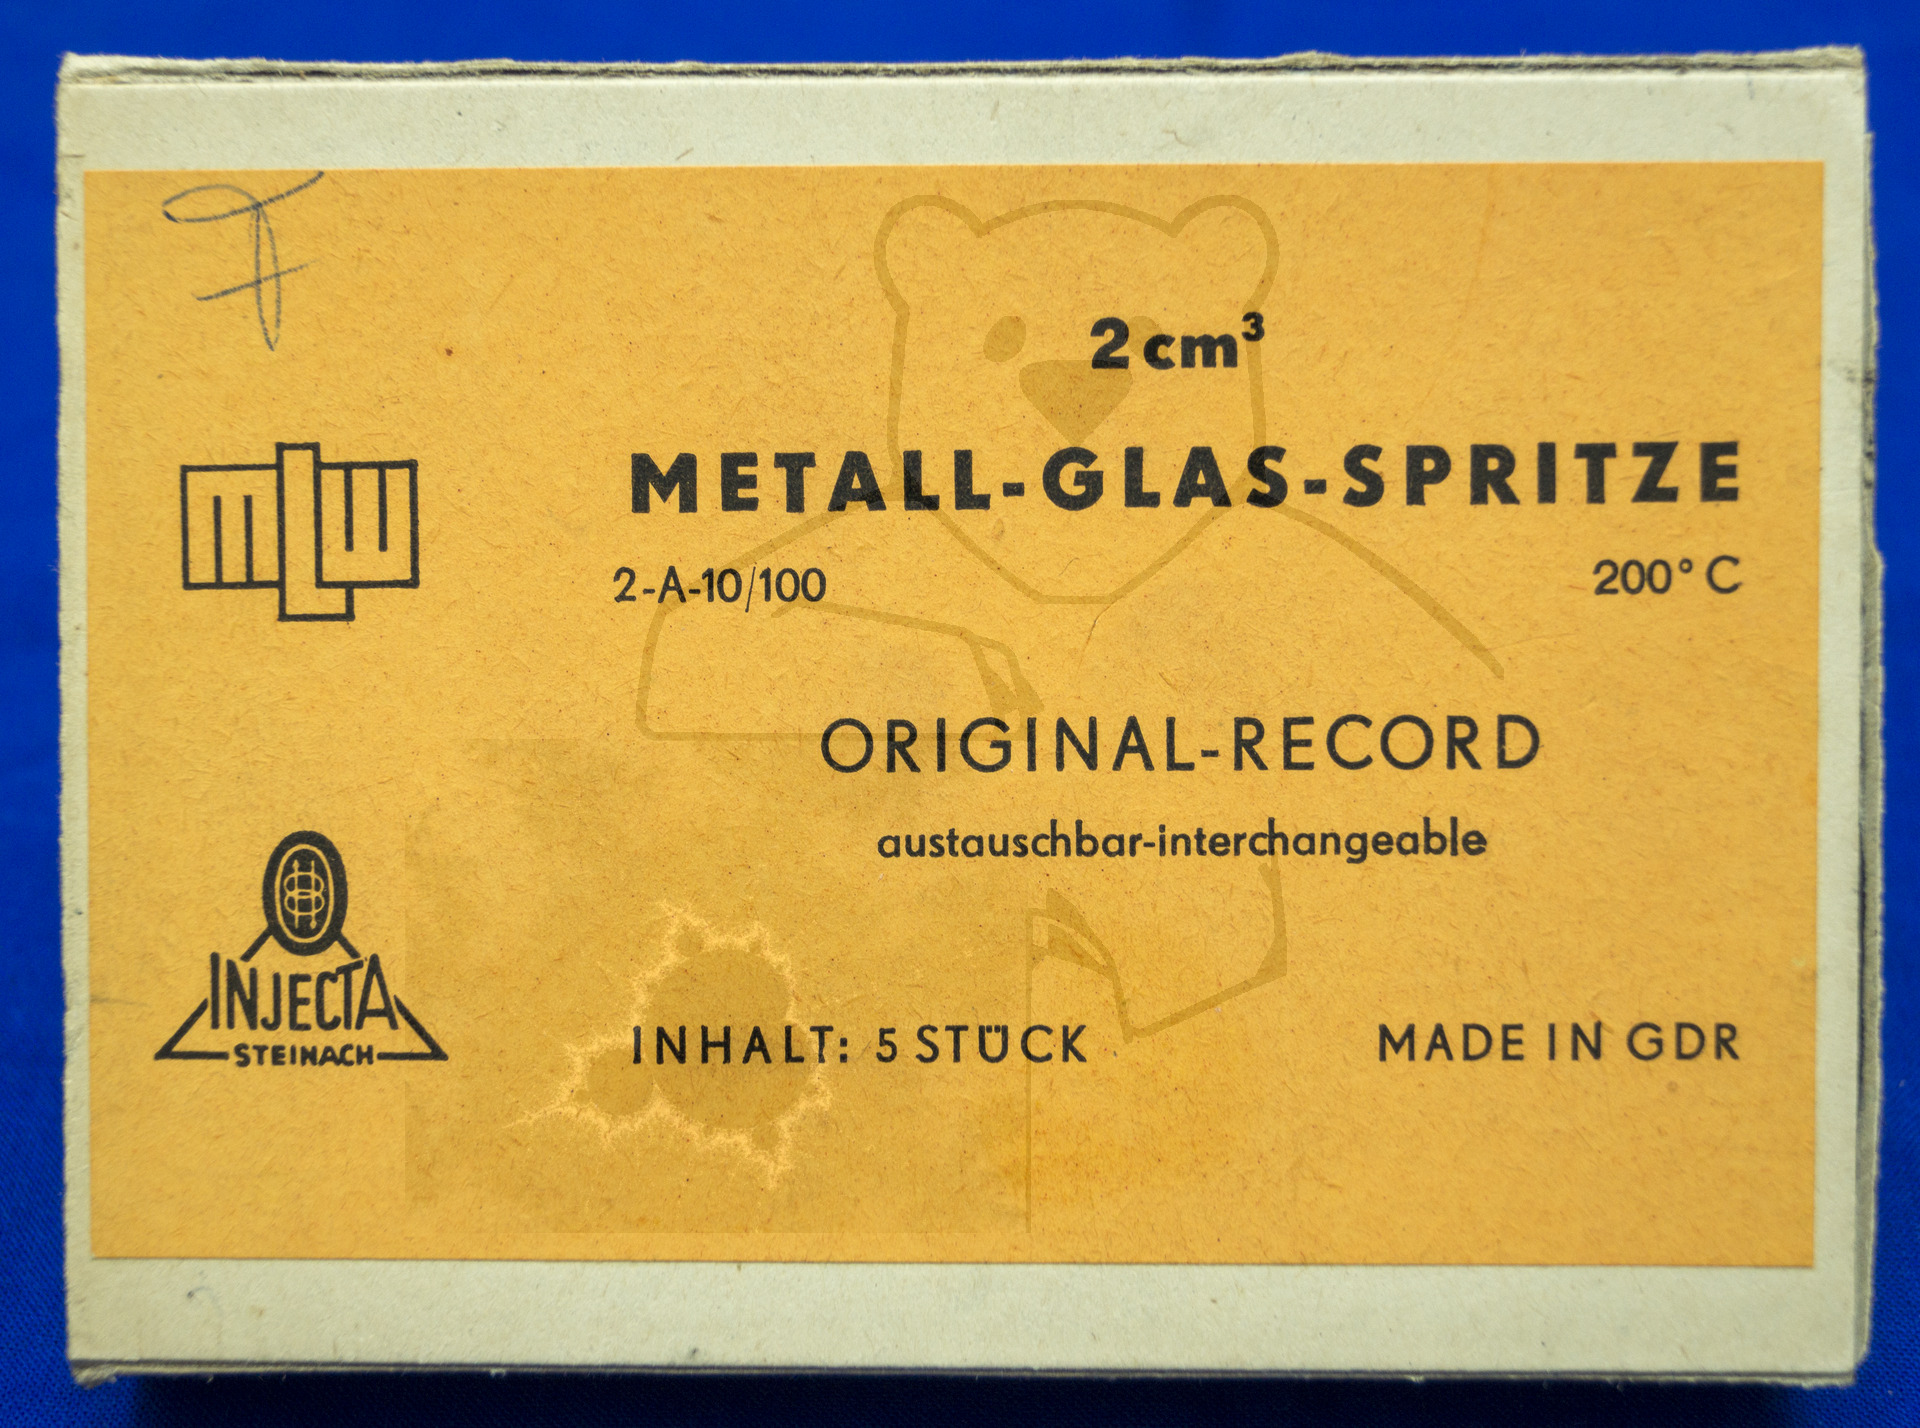 2 cm³
mLW
METALL-GLAS-SPRITZE
2-A-10/100 200° C
ORIGINAL-RECORD
austauschbar-interchangeable
INJECTA
STEINACH
INHALT: 5 STÜCK MADE IN GDR